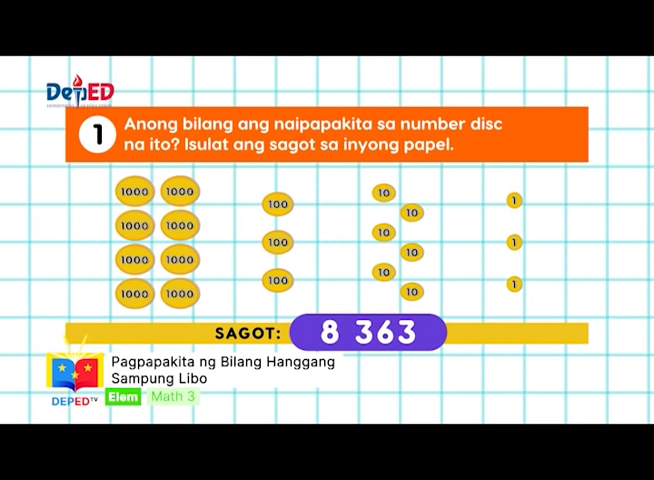 DepED
1
Anong bilang ang naipapakita sa number disc
na ito? Isulat ang sagot sa inyong papel.
1000 1000 10 1
100 10
1000 1000 10
100 1
10
1000 1000 10
100 1
1000 1000 10
SAGOT: 8 363
Pagpapakita ng Bilang Hanggang
Sampung Libo
DEPED TV Elem Math 3